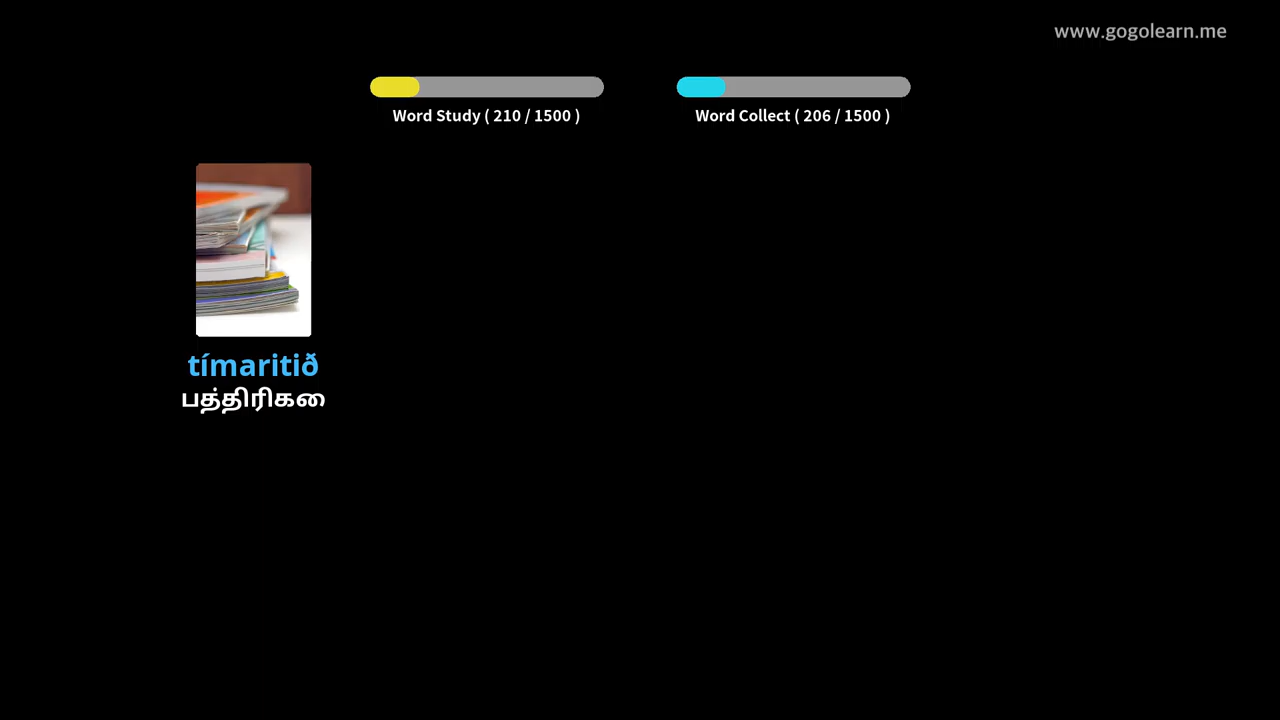 www.gogolearn.me
Word Study ( 210 / 1500 )
Word Collect ( 206 / 1500 )
tímaritið
பத்திரிகை